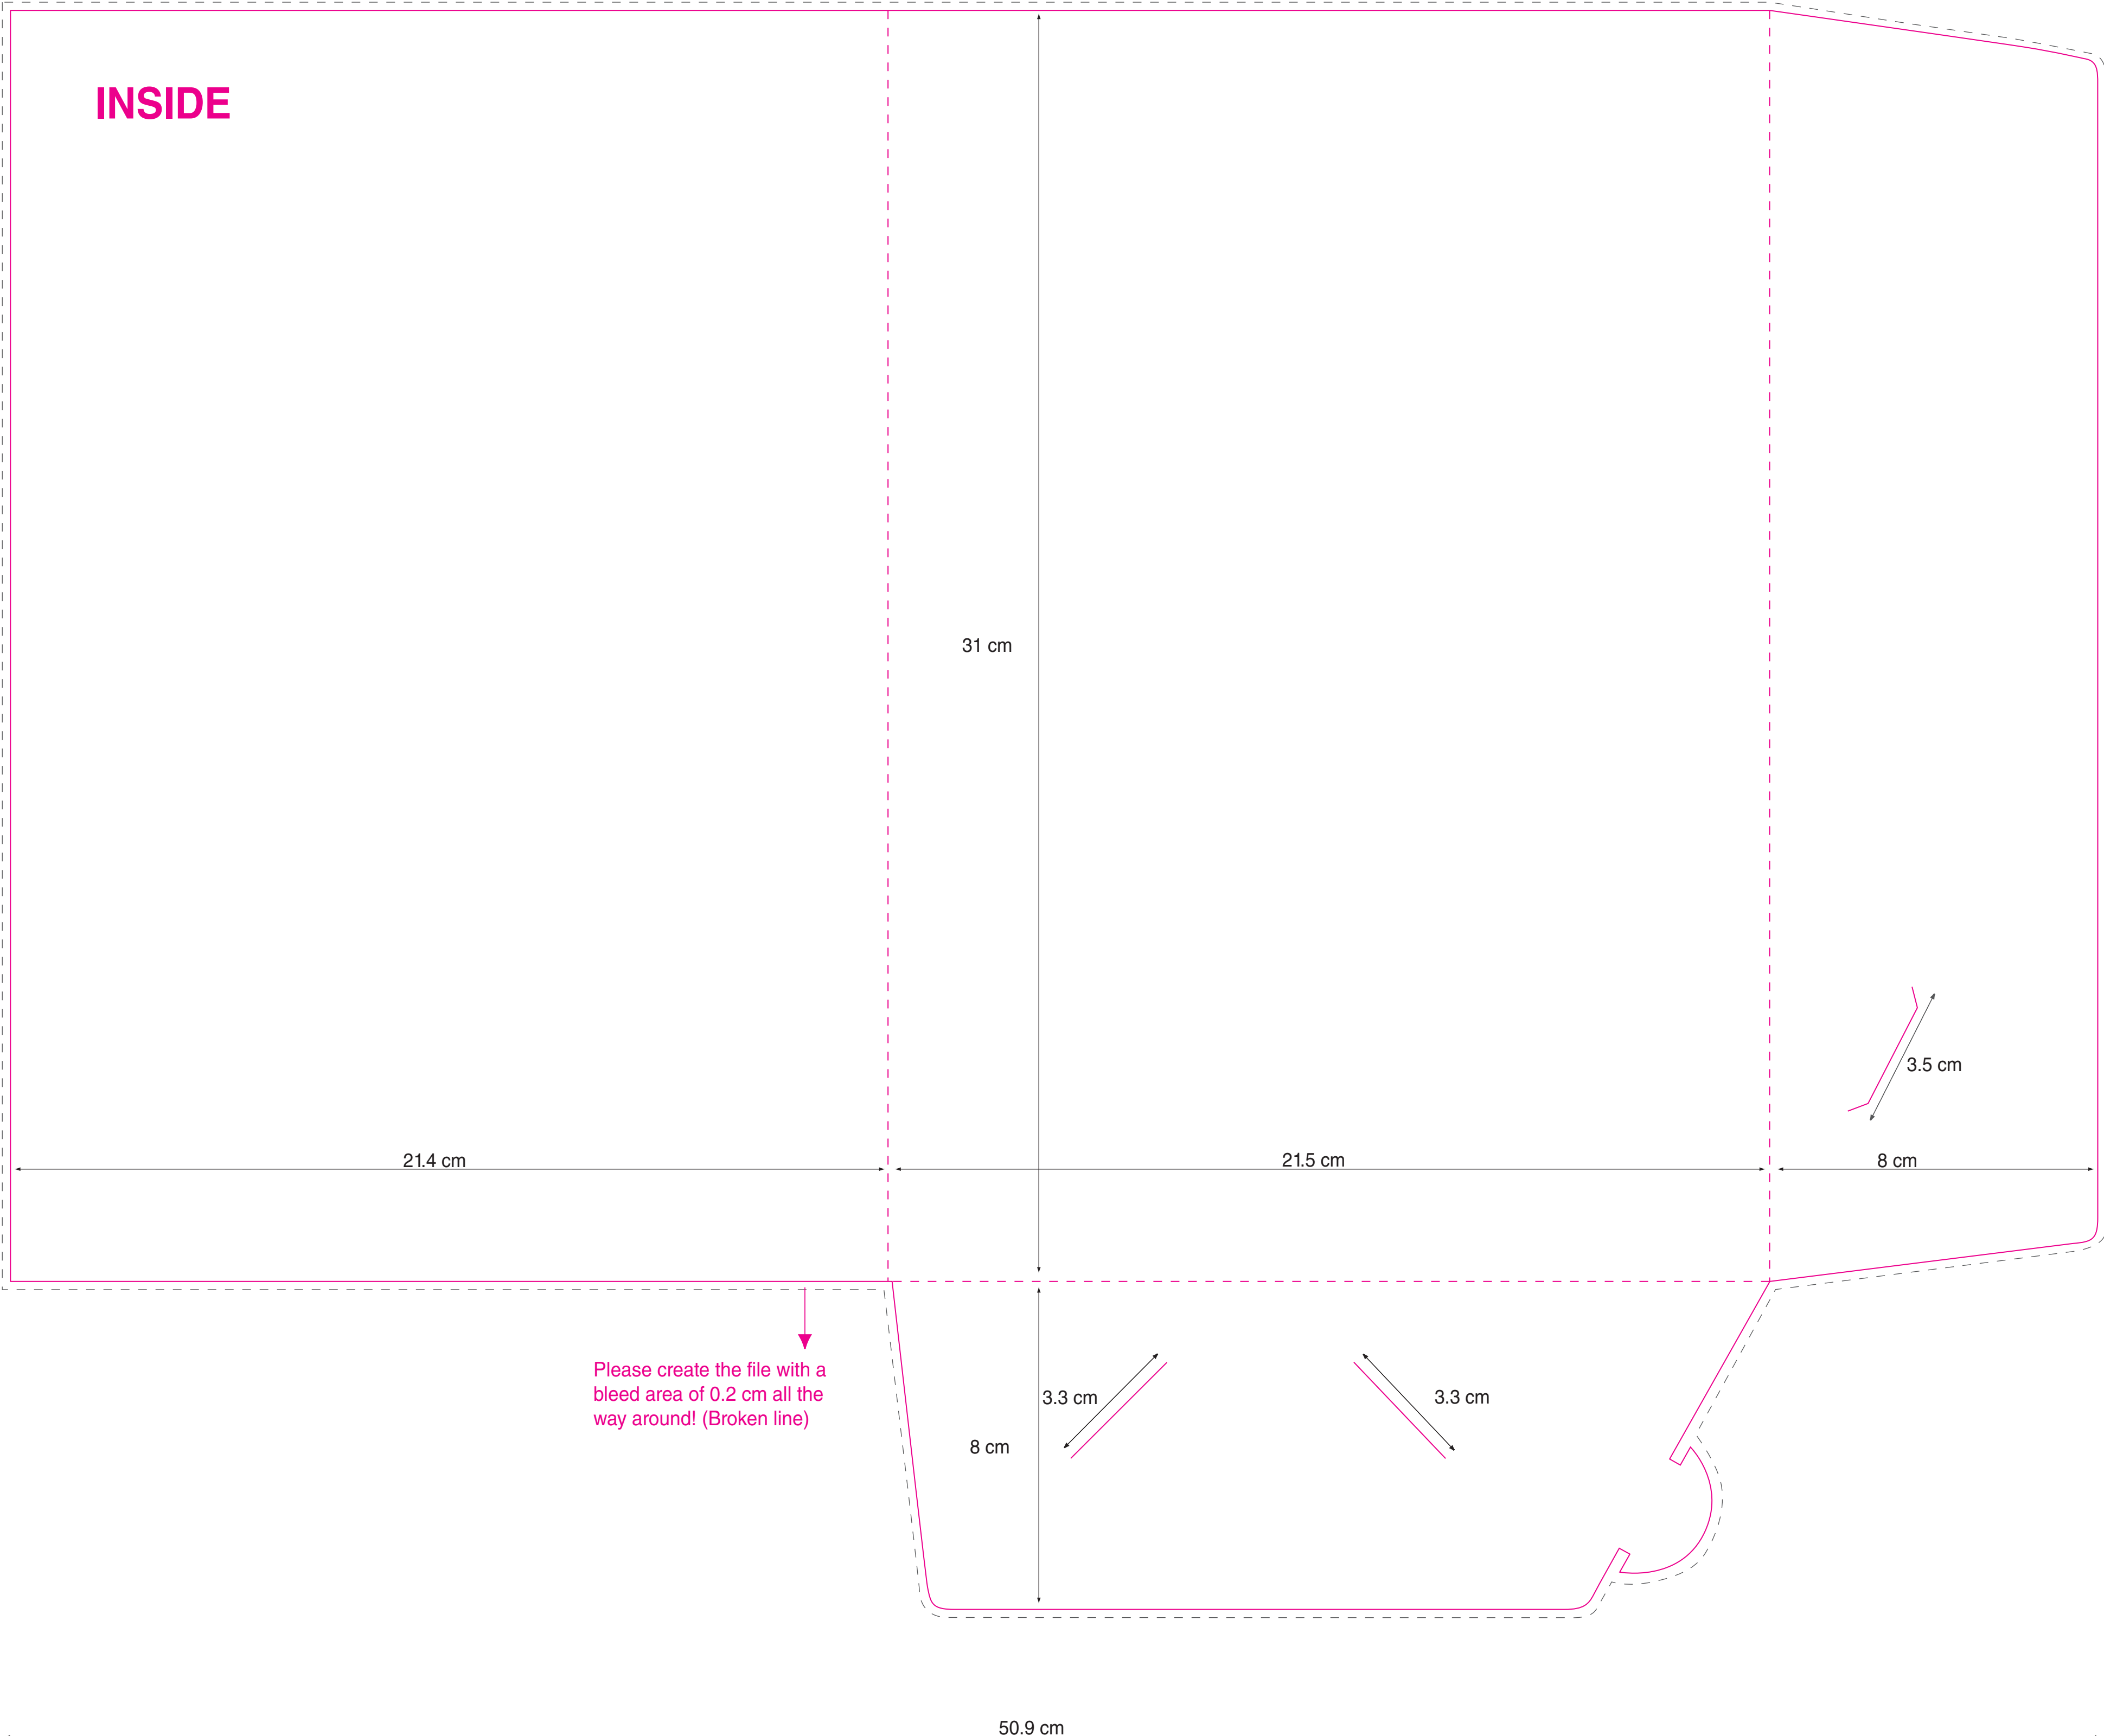 INSIDE
31 cm
3.5 cm
21.4 cm
21.5 cm
8 cm
Please create the file with a
bleed area of 0.2 cm all the
way around! (Broken line)
3.3 cm
3.3 cm
8 cm
50.9 cm